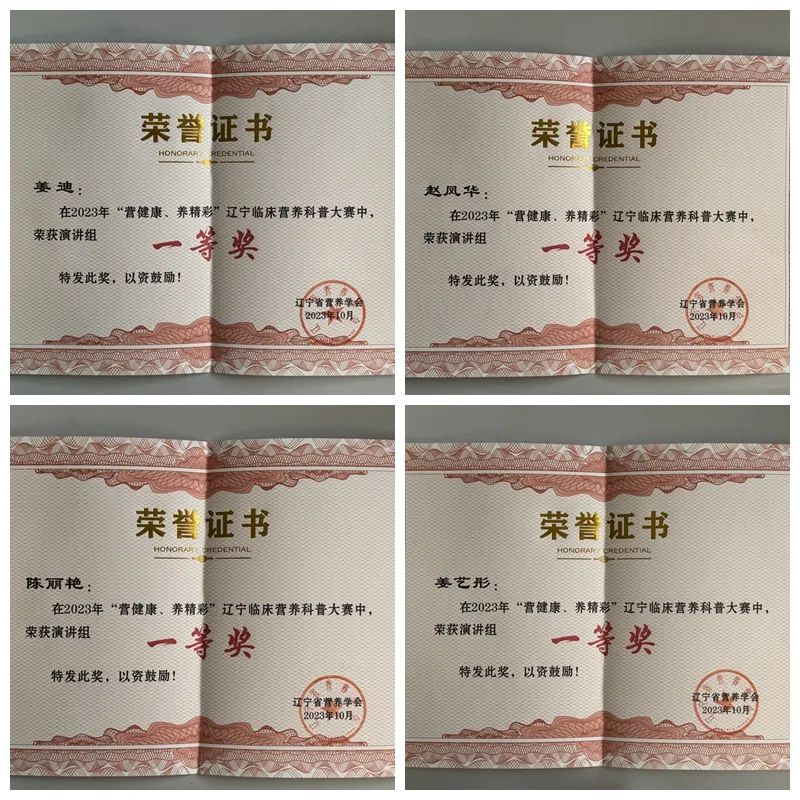 荣誉证书
HONORARY CREDENTIAL
姜迪：
在2023年“营健康、养精彩”辽宁临床营养科普大赛中，
荣获演讲组
一等奖
特发此奖，以资鼓励！
辽宁省营养学会
2023年10月
荣誉证书
HONORARY CREDENTIAL
赵凤华：
在2023年“营健康、养精彩”辽宁临床营养科普大赛中，
荣获演讲组
一等奖
特发此奖，以资鼓励！
辽宁省营养学会
2023年10月
荣誉证书
HONORARY CREDENTIAL
陈丽艳：
在2023年“营健康、养精彩”辽宁临床营养科普大赛中，
荣获演讲组
一等奖
特发此奖，以资鼓励！
辽宁省营养学会
2023年10月
荣誉证书
HONORARY CREDENTIAL
姜艺彤：
在2023年“营健康、养精彩”辽宁临床营养科普大赛中，
荣获演讲组
一等奖
特发此奖，以资鼓励！
辽宁省营养学会
2023年10月